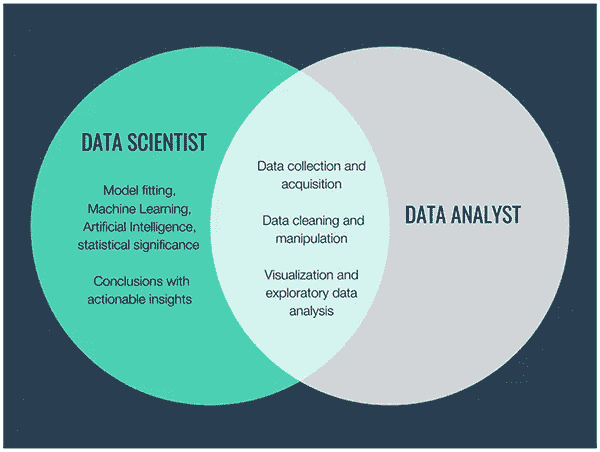 DATA SCIENTIST
Model fitting,
Machine Learning,
Artificial Intelligence,
statistical significance
Conclusions with
actionable insights
Data collection and
acquisition
Data cleaning and
manipulation
Visualization and
exploratory data
analysis
DATA ANALYST